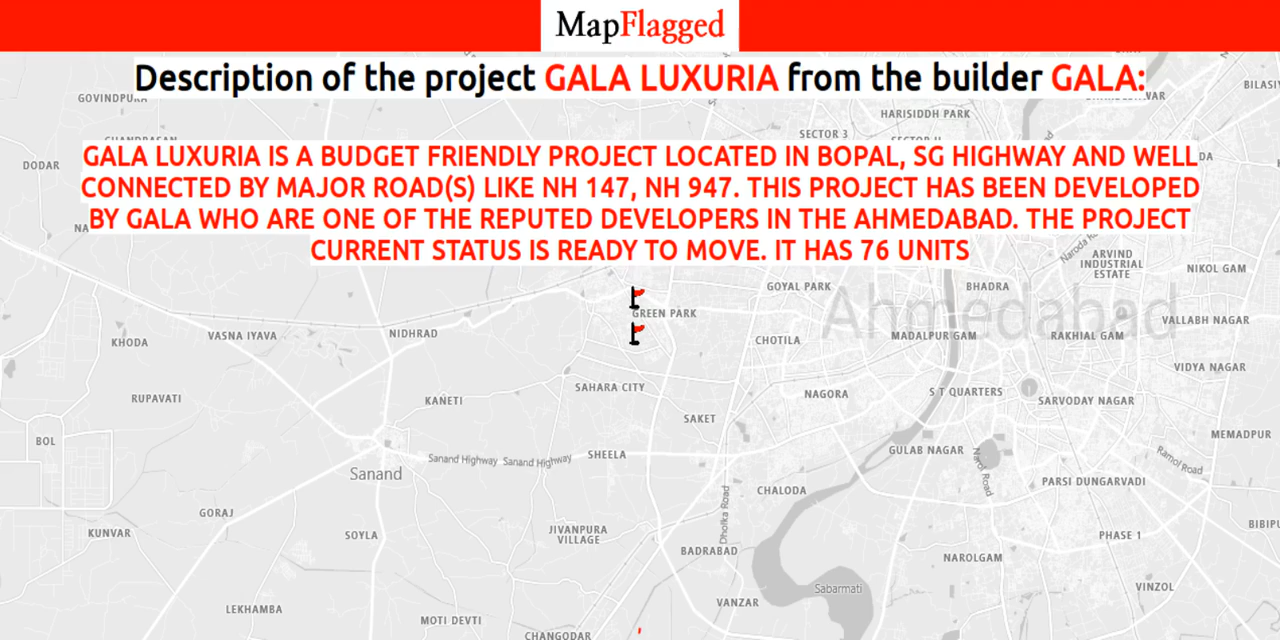 MapFlagged
Description of the project GALA LUXURIA from the builder GALA:
GOVINDPURA
HARISIDDH PARK
SECTOR 3
DODAR
GALA LUXURIA IS A BUDGET FRIENDLY PROJECT LOCATED IN BOPAL, SG HIGHWAY AND WELL
CONNECTED BY MAJOR ROAD(S) LIKE NH 147, NH 947. THIS PROJECT HAS BEEN DEVELOPED
BY GALA WHO ARE ONE OF THE REPUTED DEVELOPERS IN THE AHMEDABAD. THE PROJECT
CURRENT STATUS IS READY TO MOVE. IT HAS 76 UNITS
Naroda
ARVIND
INDUSTRIAL
ESTATE
NIKOL GAM
GOYAL PARK
BHADRA
Ahmedabad
GREEN PARK
VALLABH NAGAR
VASNA IYAVA
NIDHRAD
KHODA
CHOTILA
MADALPUR GAM
RAKHIAL GAM
VIDYA NAGAR
SAHARA CITY
RUPAVATI
KANETI
NAGORA
S T QUARTERS
SARVODAY NAGAR
SAKET
MEMADPUR
BOL
Sanand Highway
Sanand Highway
SHEELA
GULAB NAGAR
Narol Road
Ramol Road
Sanand
CHALODA
PARSI DUNGARVADI
Dholka Road
GORAJ
KUNVAR
SOYLA
JIVANPURA
VILLAGE
PHASE 1
BADRABAD
NAROLGAM
Sabarmati
VINZOL
LEKHAMBA
VANZAR
MOTI DEVTI
CHANGODAR